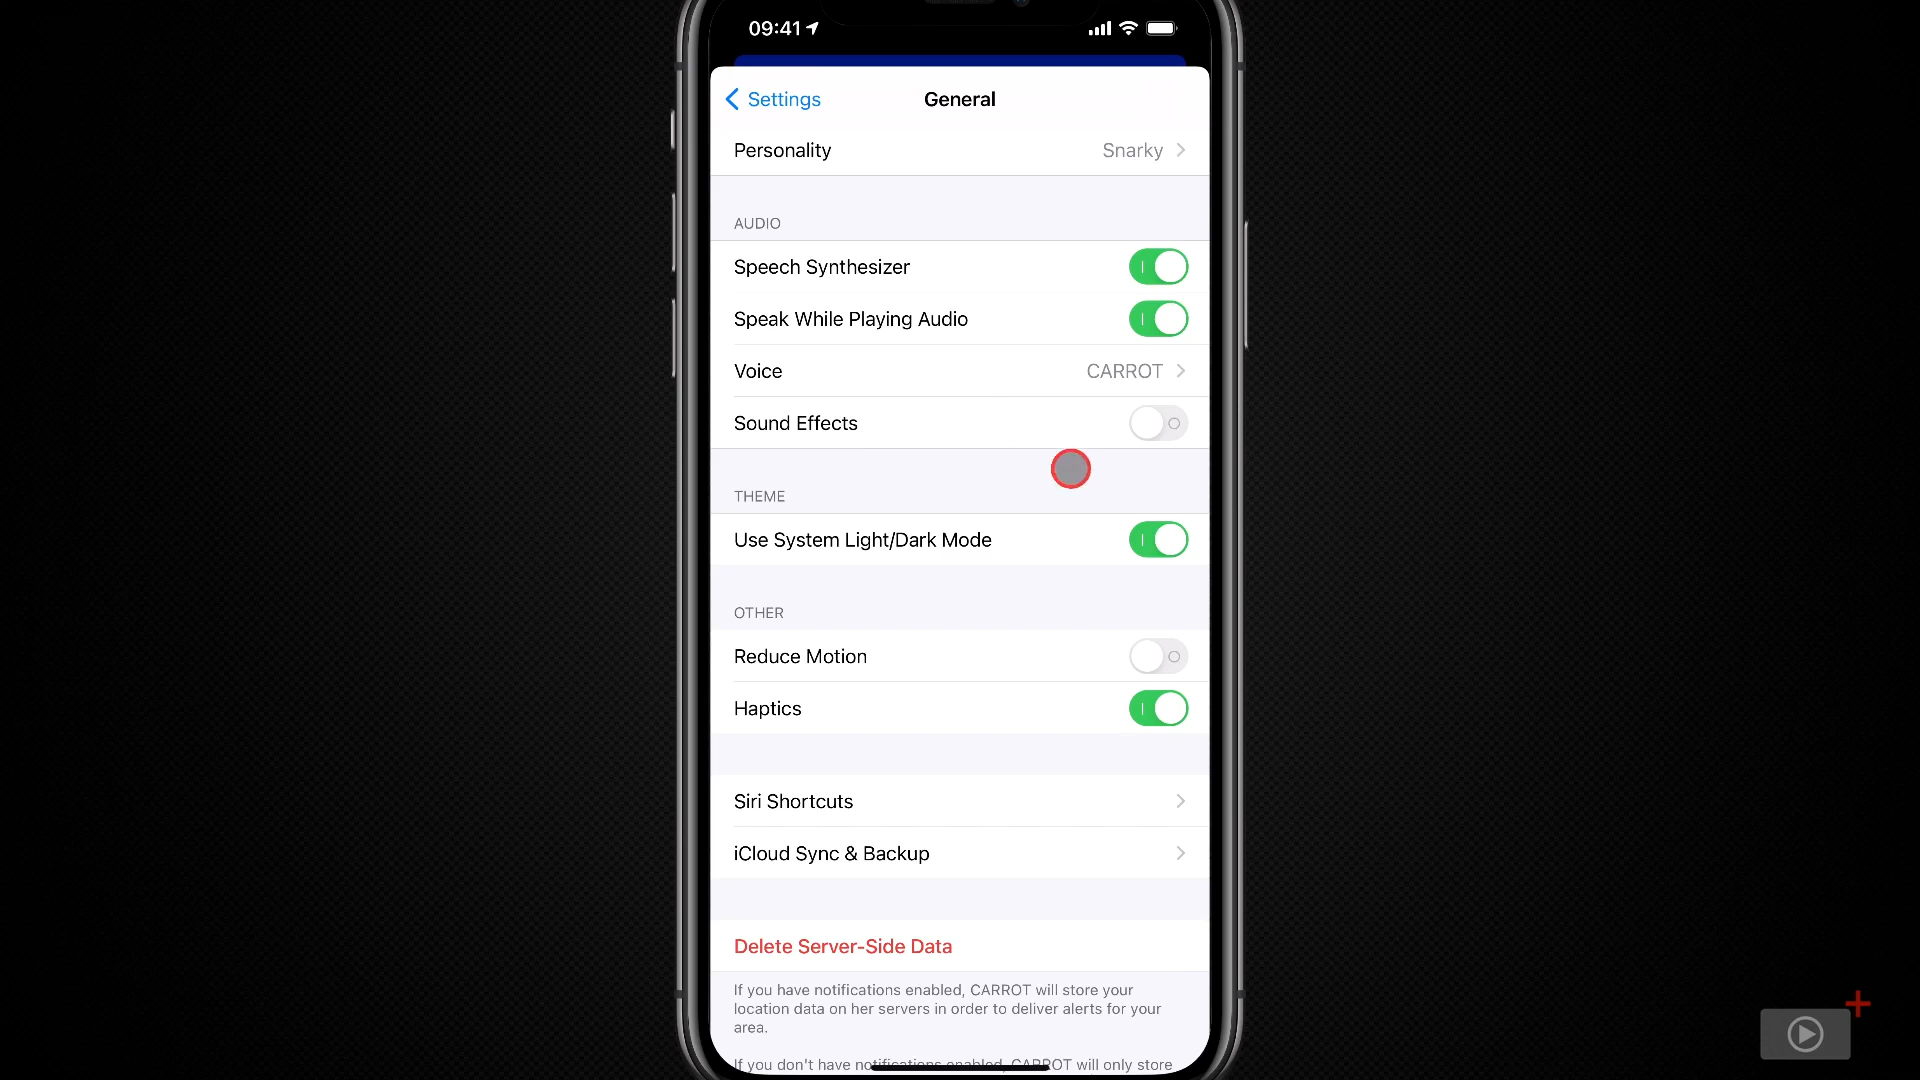 09:41
Settings
General
Personality
Snarky
AUDIO
Speech Synthesizer
Speak While Playing Audio
Voice
CARROT
Sound Effects
THEME
Use System Light/Dark Mode
OTHER
Reduce Motion
Haptics
Siri Shortcuts
iCloud Sync & Backup
Delete Server-Side Data
If you have notifications enabled, CARROT will store your
location data on her servers in order to deliver alerts for your
area.
If you don't have notifications enabled, CARROT will only store